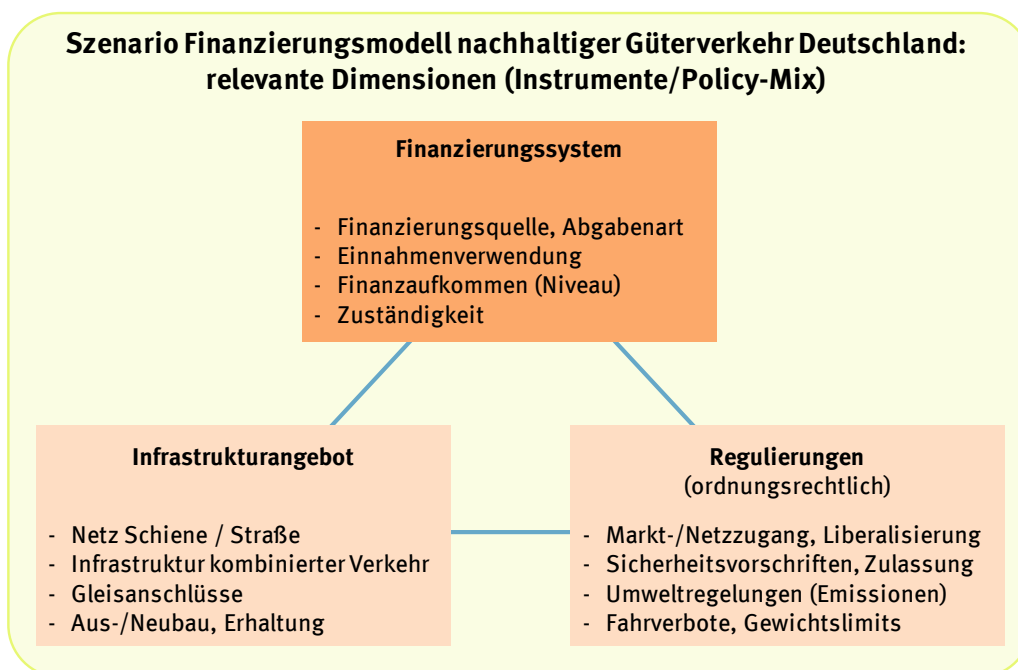 Szenario Finanzierungsmodell nachhaltiger Güterverkehr Deutschland:
relevante Dimensionen (Instrumente/Policy-Mix)
Finanzierungssystem
- Finanzierungsquelle, Abgabenart
- Einnahmenverwendung
- Finanzaufkommen (Niveau)
- Zuständigkeit
Infrastrukturangebot
- Netz Schiene / Straße
- Infrastruktur kombinierter Verkehr
- Gleisanschlüsse
- Aus-/Neubau, Erhaltung
Regulierungen
(ordnungsrechtlich)
- Markt-/Netzzugang, Liberalisierung
- Sicherheitsvorschriften, Zulassung
- Umweltregelungen (Emissionen)
- Fahrverbote, Gewichtslimits